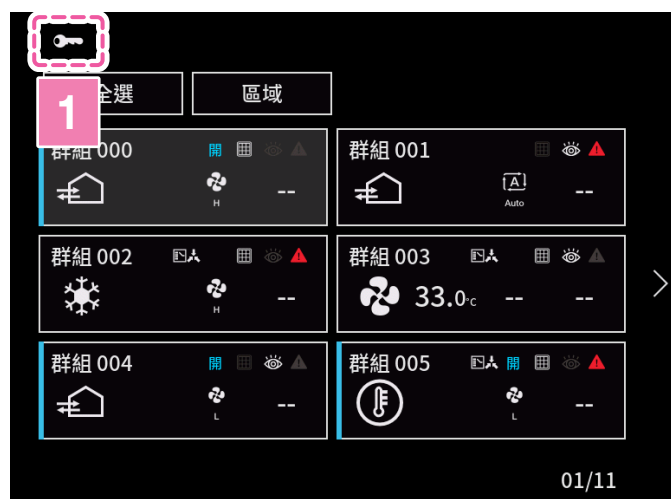 1
全選 區域
群組 000 開
H --
群組 001
A
Auto --
群組 002
H --
群組 003
33.0°c -- --
群組 004 開
L --
群組 005 開
L --
01/11